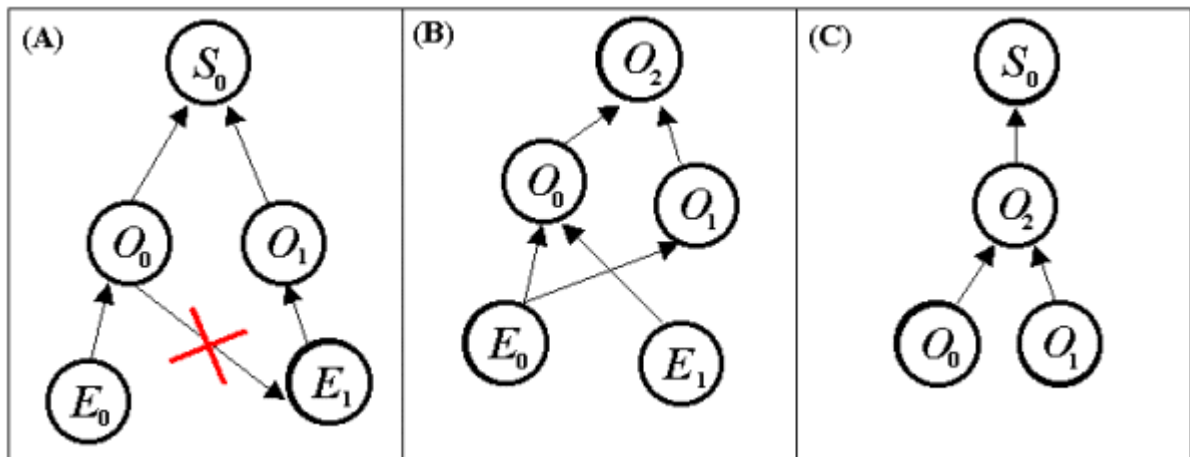 (A)
S₀
O₀
O₁
E₀
E₁
(B)
O₂
O₀
O₁
E₀
E₁
(C)
S₀
O₂
O₀
O₁